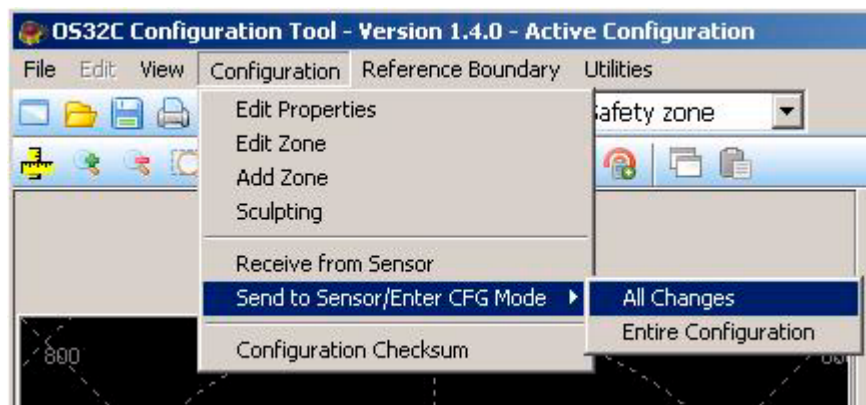 OS32C Configuration Tool - Version 1.4.0 - Active Configuration
File Edit View Configuration Reference Boundary Utilities
Edit Properties
Safety zone
Edit Zone
Add Zone
Sculpting
Receive from Sensor
Send to Sensor/Enter CFG Mode All Changes
Entire Configuration
Configuration Checksum
800